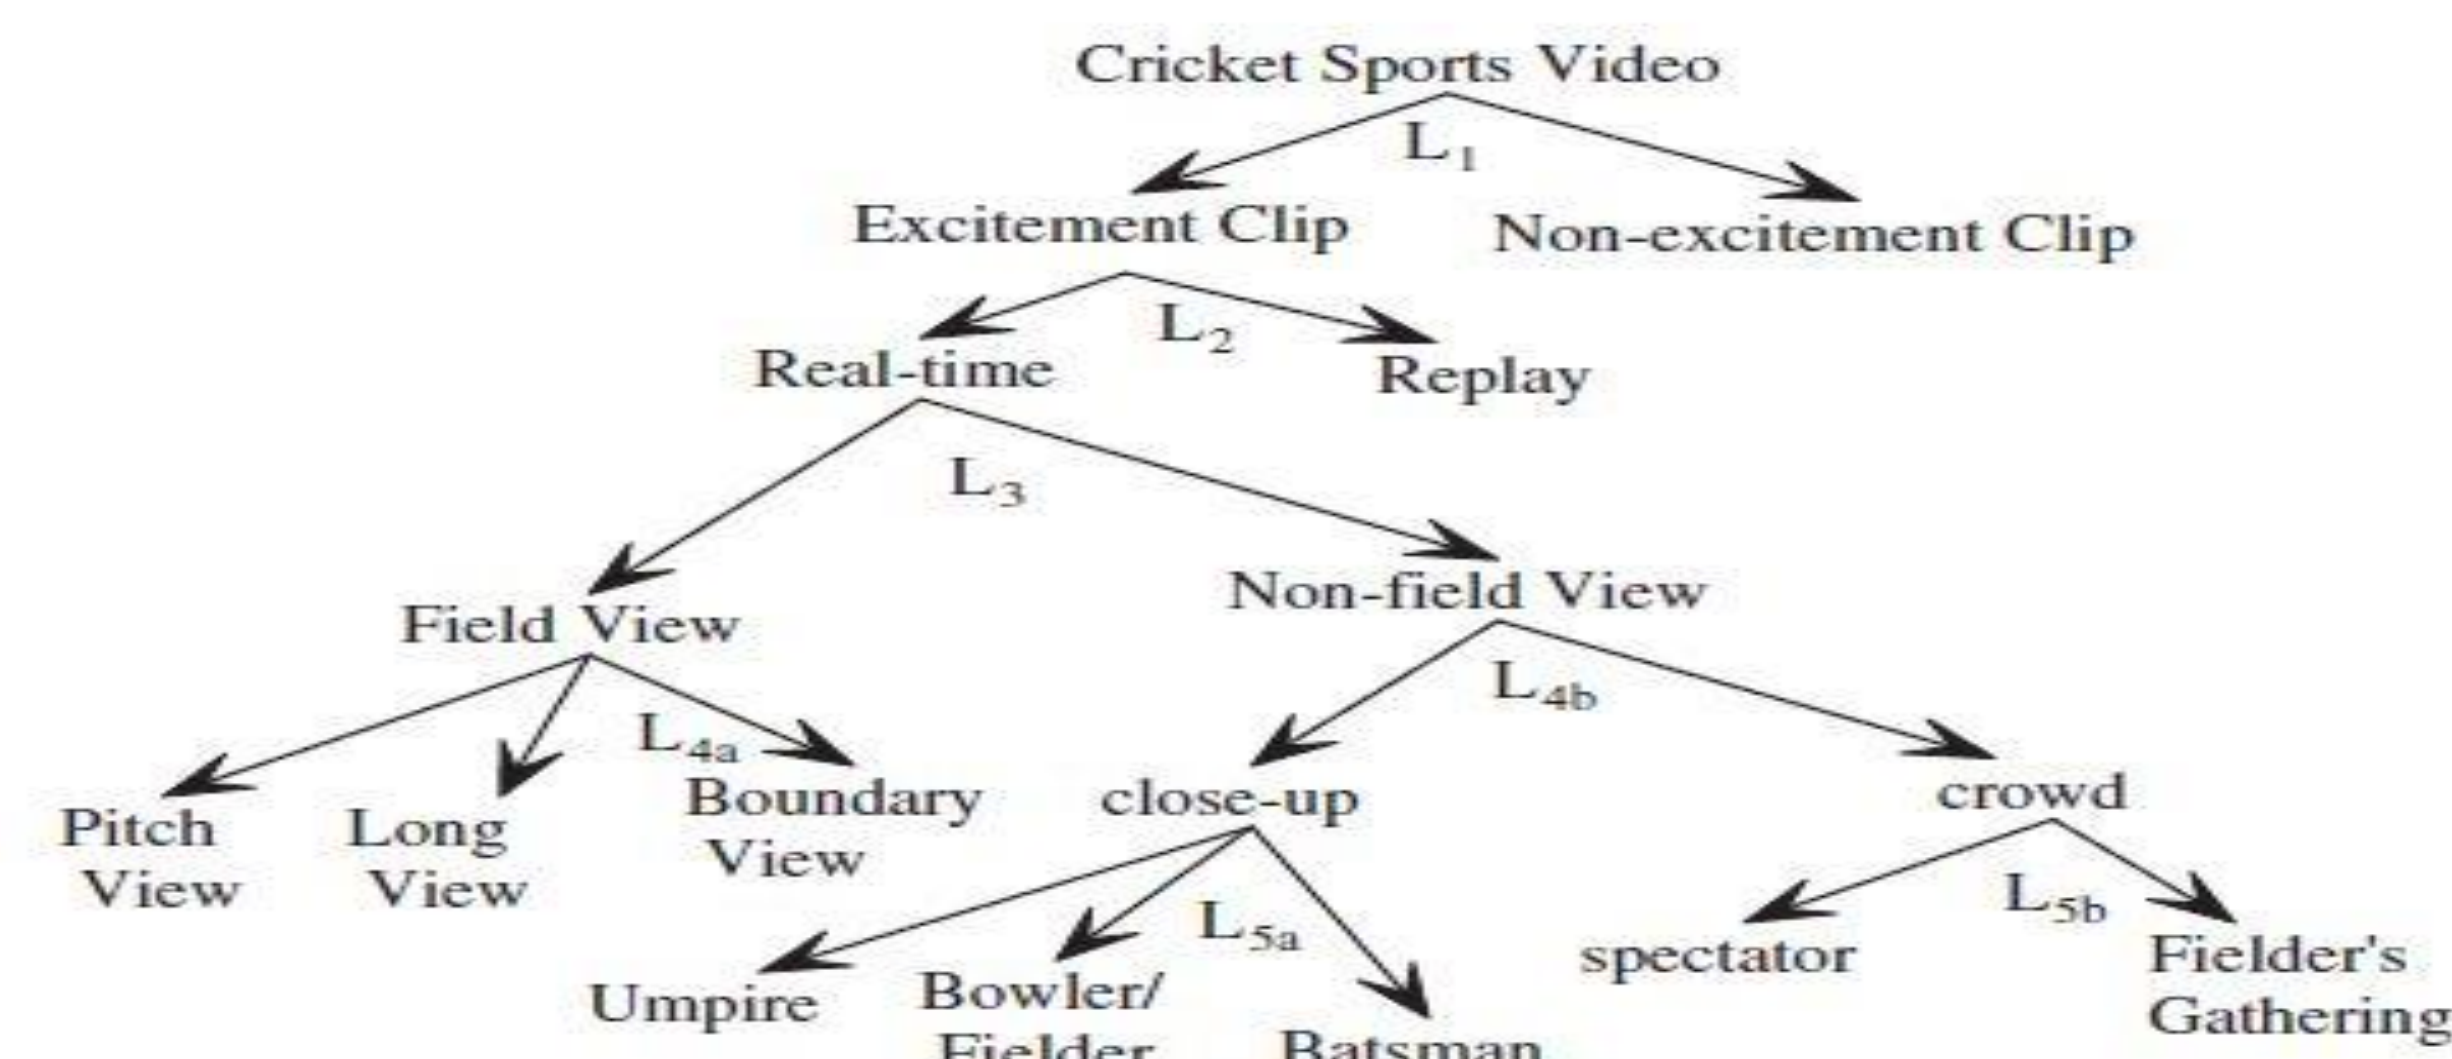 Cricket Sports Video
L1
Excitement Clip
Non-excitement Clip
L2
Real-time
Replay
L3
Field View
Non-field View
L4a
L4b
Pitch
View
Long
View
Boundary
View
close-up
crowd
L5a
L5b
Umpire
Bowler/
Fielder
Batsman
spectator
Fielder's
Gathering